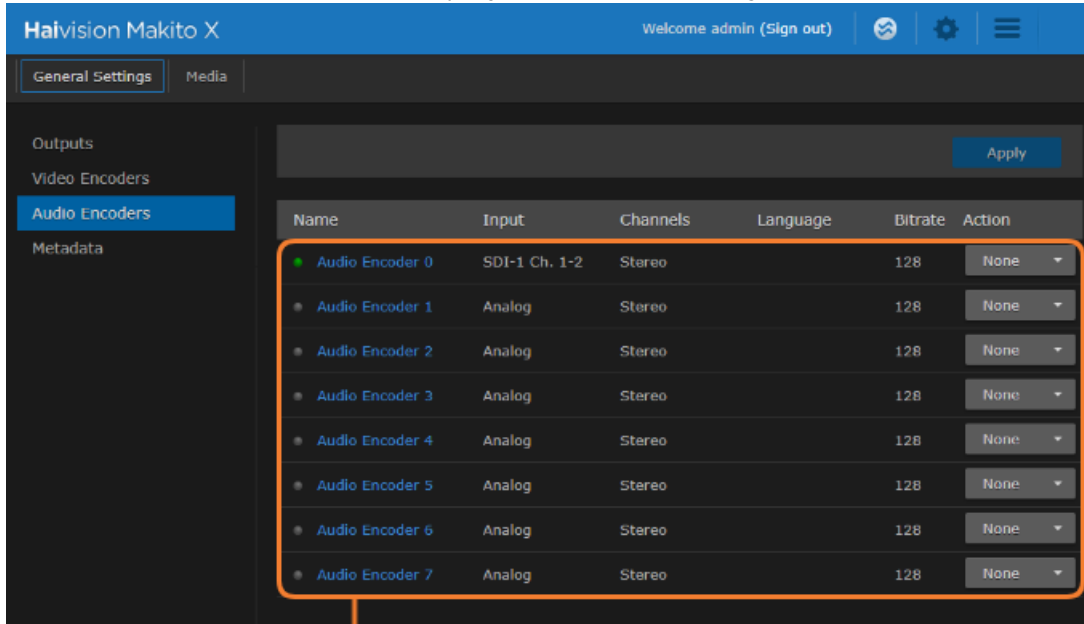 Haivision Makito X Welcome admin (Sign out)
General Settings Media
Outputs
Video Encoders
Audio Encoders
Metadata
Apply
Name Input Channels Language Bitrate Action
Audio Encoder 0 SDI-1 Ch. 1-2 Stereo 128 None
Audio Encoder 1 Analog Stereo 128 None
Audio Encoder 2 Analog Stereo 128 None
Audio Encoder 3 Analog Stereo 128 None
Audio Encoder 4 Analog Stereo 128 None
Audio Encoder 5 Analog Stereo 128 None
Audio Encoder 6 Analog Stereo 128 None
Audio Encoder 7 Analog Stereo 128 None